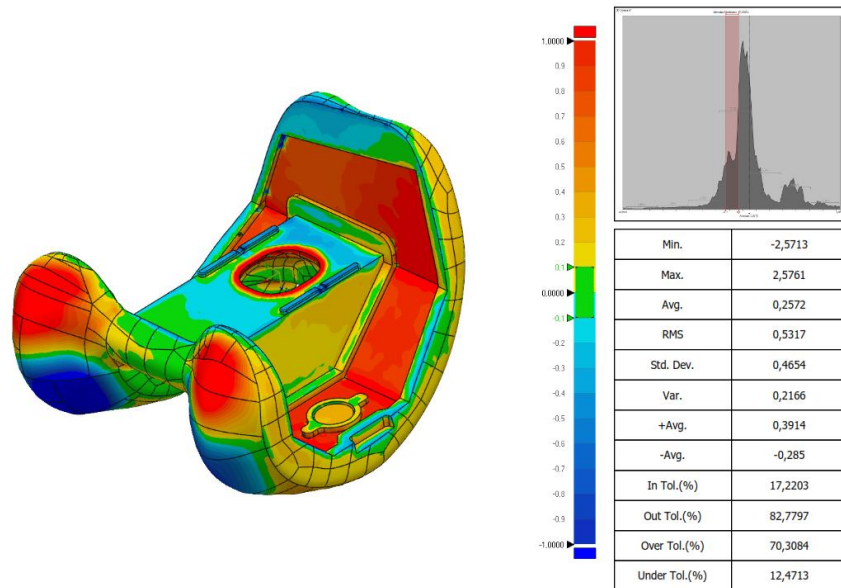 1.0000
0.9
0.8
0.7
0.6
0.5
0.4
0.3
0.2
0.1
0.0000
-0.1
-0.2
-0.3
-0.4
-0.5
-0.6
-0.7
-0.8
-0.9
-1.0000
Min. -2,5713
Max. 2,5761
Avg. 0,2572
RMS 0,5317
Std. Dev. 0,4654
Var. 0,2166
+Avg. 0,3914
-Avg. -0,285
In Tol.(%) 17,2203
Out Tol.(%) 82,7797
Over Tol.(%) 70,3084
Under Tol.(%) 12,4713